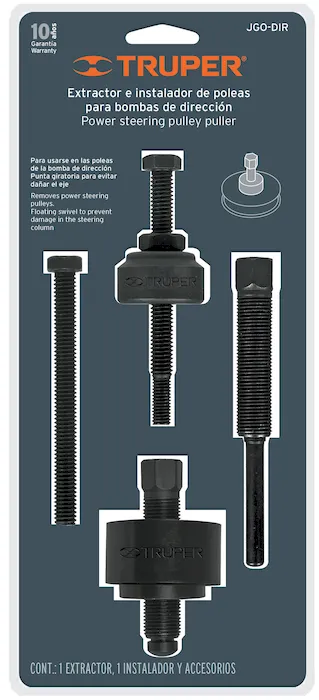 10 años
Garantía
Warranty
JGO-DIR
TRUPER®
Extractor e instalador de poleas
para bombas de dirección
Power steering pulley puller
Para usarse en las poleas
de la bomba de dirección
Punta giratoria para evitar
dañar el eje
Removes power steering
pulleys.
Floating swivel to prevent
damage in the steering
column
TRUPER
TRUPER
CONT.: 1 EXTRACTOR, 1 INSTALADOR Y ACCESORIOS